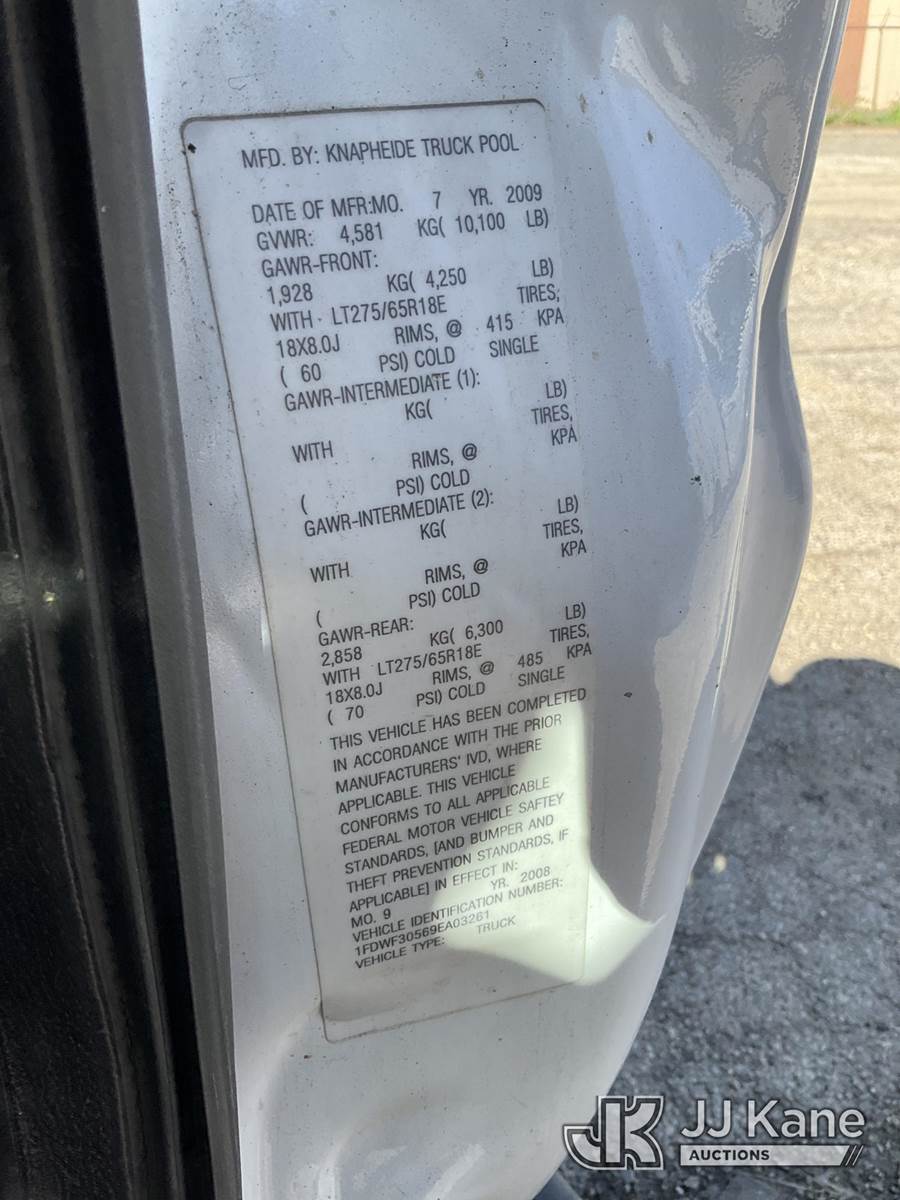 MFD. BY: KNAPHEIDE TRUCK POOL
DATE OF MFR:MO. 7 YR. 2009
GVWR: 4,581 KG( 10,100 LB)
GAWR-FRONT:
1,928 KG( 4,250 LB)
WITH LT275/65R18E TIRES,
18X8.0J RIMS, @ 415 KPA
( 60 PSI) COLD SINGLE
GAWR-INTERMEDIATE (1):
KG( LB)
WITH TIRES,
RIMS, @ KPA
( PSI) COLD
GAWR-INTERMEDIATE (2):
KG( LB)
WITH TIRES,
RIMS, @ KPA
( PSI) COLD
GAWR-REAR:
2,858 KG( 6,300 LB)
WITH LT275/65R18E TIRES,
18X8.0J RIMS, @ 485 KPA
( 70 PSI) COLD SINGLE
THIS VEHICLE HAS BEEN COMPLETED
IN ACCORDANCE WITH THE PRIOR
MANUFACTURERS' IVD, WHERE
APPLICABLE. THIS VEHICLE
CONFORMS TO ALL APPLICABLE
FEDERAL MOTOR VEHICLE SAFTEY
STANDARDS, [AND BUMPER AND
THEFT PREVENTION STANDARDS, IF
APPLICABLE] IN EFFECT IN:
MO. 9 YR. 2008
VEHICLE IDENTIFICATION NUMBER:
1FDWF30569EA03261
VEHICLE TYPE: TRUCK
JK JJ Kane
AUCTIONS